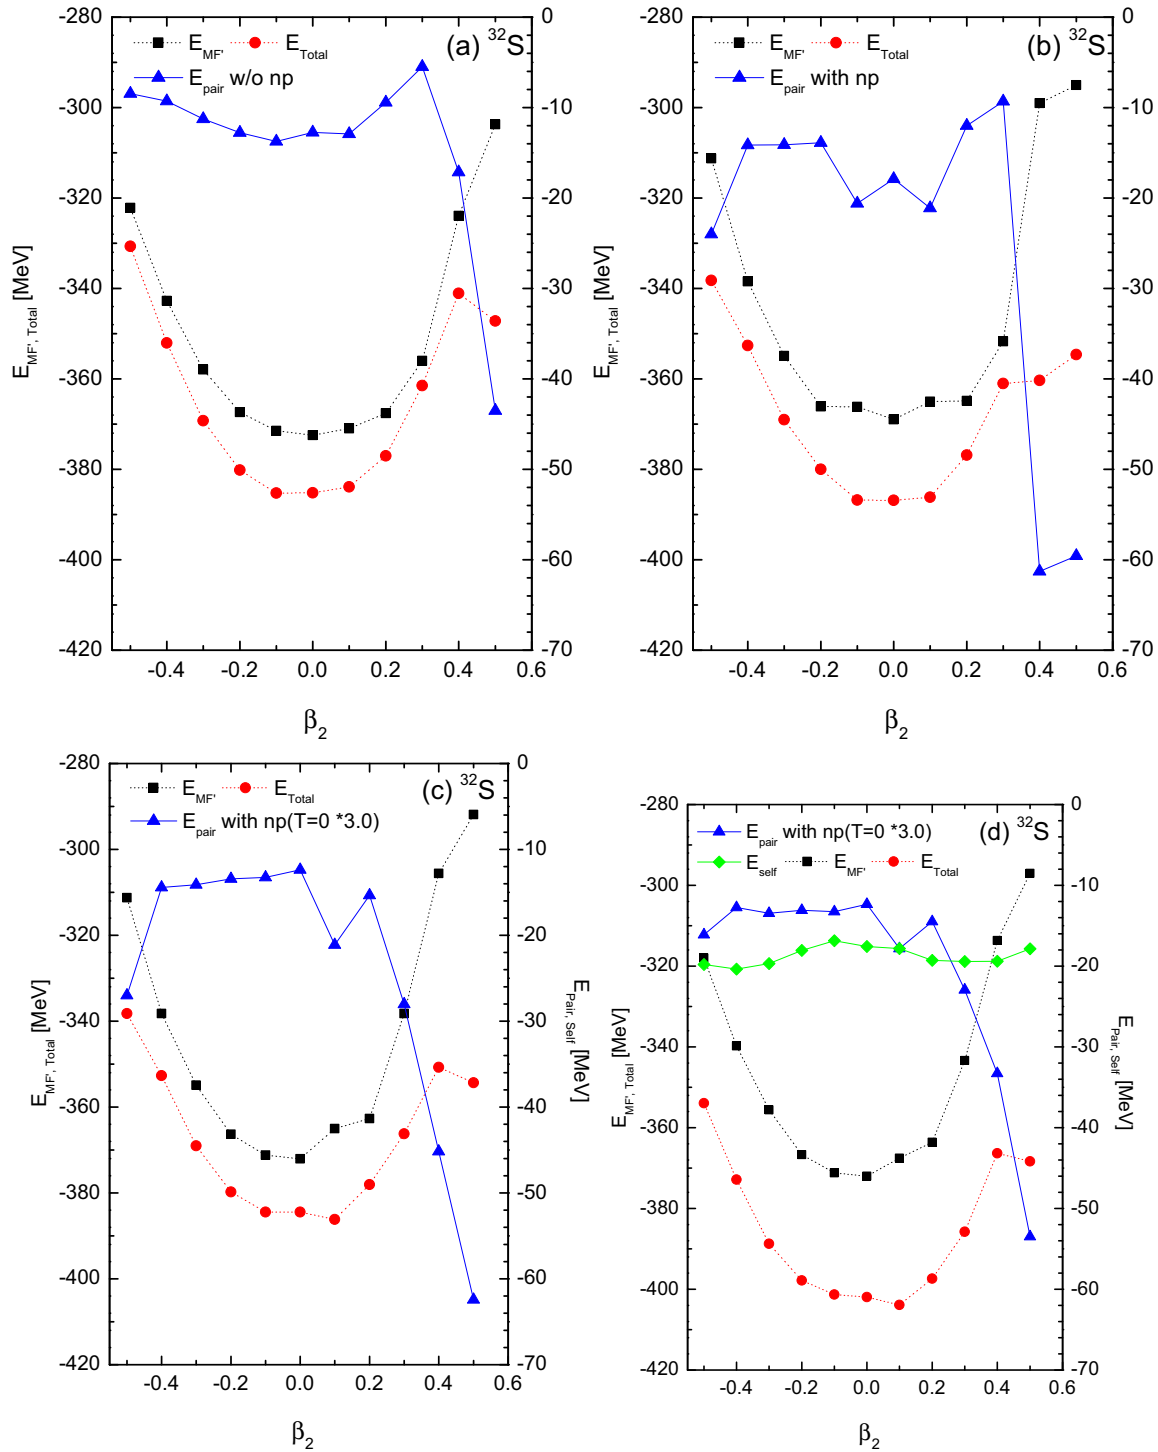 (a) ³²S
E_MF' E_Total
E_pair w/o np
-280
-300
-320
-340
-360
-380
-400
-420
0
-10
-20
-30
-40
-50
-60
-70
-0.4 -0.2 0.0 0.2 0.4 0.6
E_MF', Total [MeV]
β₂
(b) ³²S
E_MF' E_Total
E_pair with np
-280
-300
-320
-340
-360
-380
-400
-420
0
-10
-20
-30
-40
-50
-60
-70
-0.4 -0.2 0.0 0.2 0.4 0.6
E_MF', Total [MeV]
β₂
(c) ³²S
E_MF' E_Total
E_pair with np(T=0 *3.0)
-280
-300
-320
-340
-360
-380
-400
-420
0
-10
-20
-30
-40
-50
-60
-70
-0.4 -0.2 0.0 0.2 0.4 0.6
E_MF', Total [MeV]
E_Pair, Self [MeV]
β₂
(d) ³²S
E_pair with np(T=0 *3.0)
E_self E_MF' E_Total
-280
-300
-320
-340
-360
-380
-400
-420
0
-10
-20
-30
-40
-50
-60
-70
-0.4 -0.2 0.0 0.2 0.4 0.6
E_MF', Total [MeV]
E_Pair, Self [MeV]
β₂